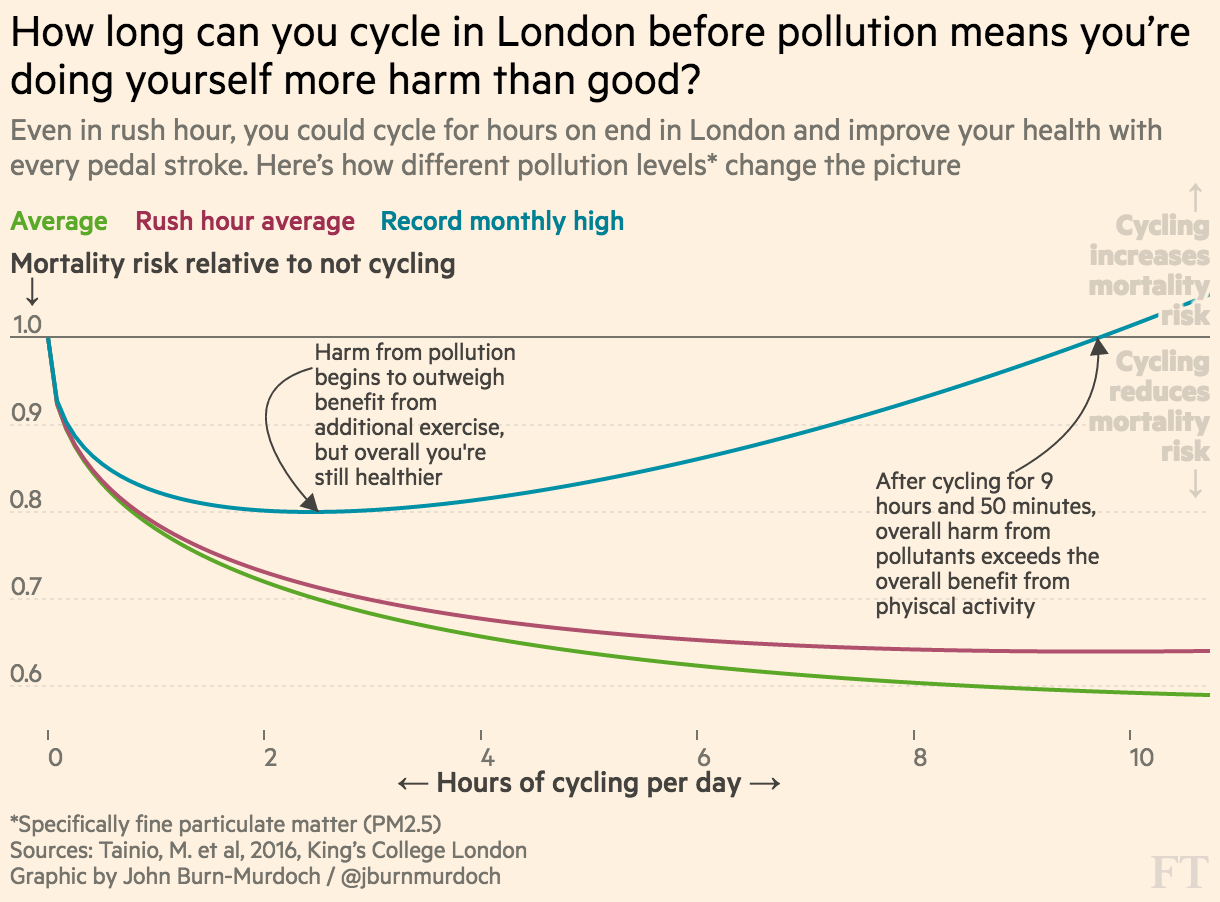 How long can you cycle in London before pollution means you’re
doing yourself more harm than good?
Even in rush hour, you could cycle for hours on end in London and improve your health with
every pedal stroke. Here’s how different pollution levels* change the picture
Average Rush hour average Record monthly high
Mortality risk relative to not cycling
↓
↑
Cycling
increases
mortality
risk
1.0
Cycling
reduces
mortality
risk
↓
Harm from pollution
begins to outweigh
benefit from
additional exercise,
but overall you're
still healthier
0.9
0.8
After cycling for 9
hours and 50 minutes,
overall harm from
pollutants exceeds the
overall benefit from
phyiscal activity
0.7
0.6
0 2 4 6 8 10
← Hours of cycling per day →
*Specifically fine particulate matter (PM2.5)
Sources: Tainio, M. et al, 2016, King’s College London
Graphic by John Burn-Murdoch / @jburnmurdoch
FT